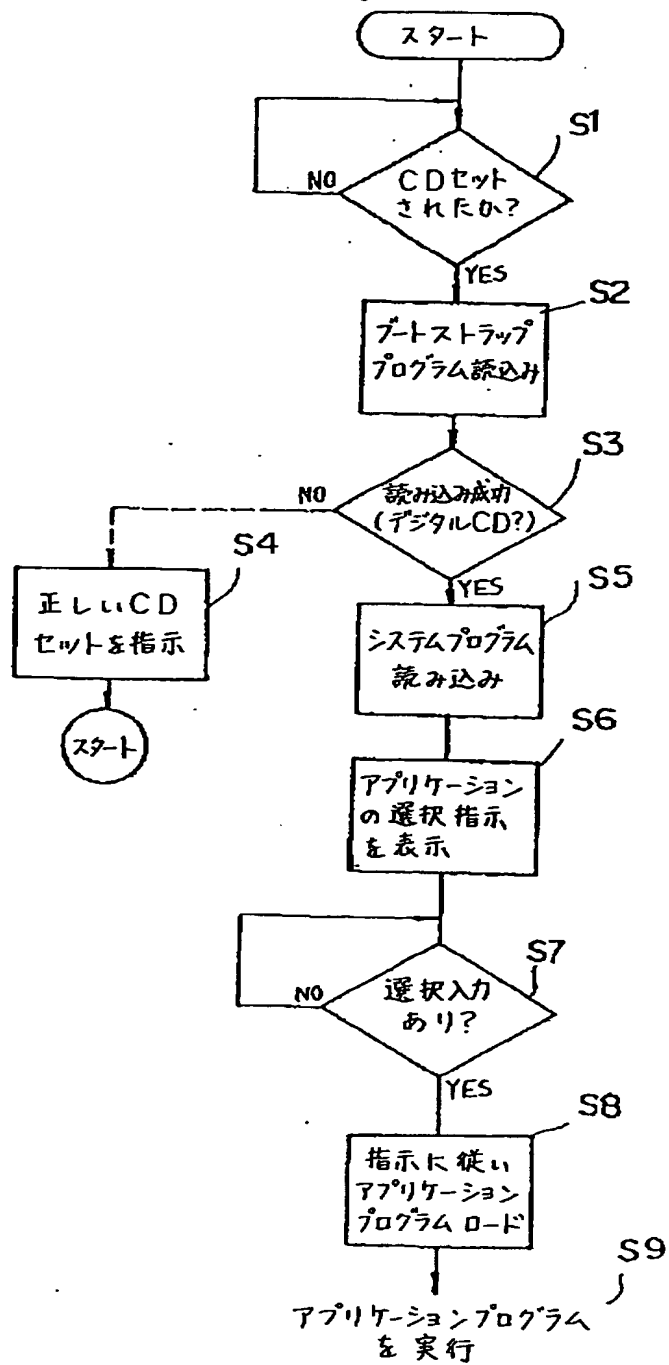 スタート
S1
NO
CDセット
されたか?
YES
S2
ブートストラップ
プログラム読込み
S3
NO
読み込み成功
(デジタルCD?)
YES
S4
正しいCD
セットを指示
スタート
S5
システムプログラム
読み込み
S6
アプリケーション
の選択指示
を表示
S7
NO
選択入力
あり?
YES
S8
指示に従い
アプリケーション
プログラム ロード
S9
アプリケーションプログラム
を実行